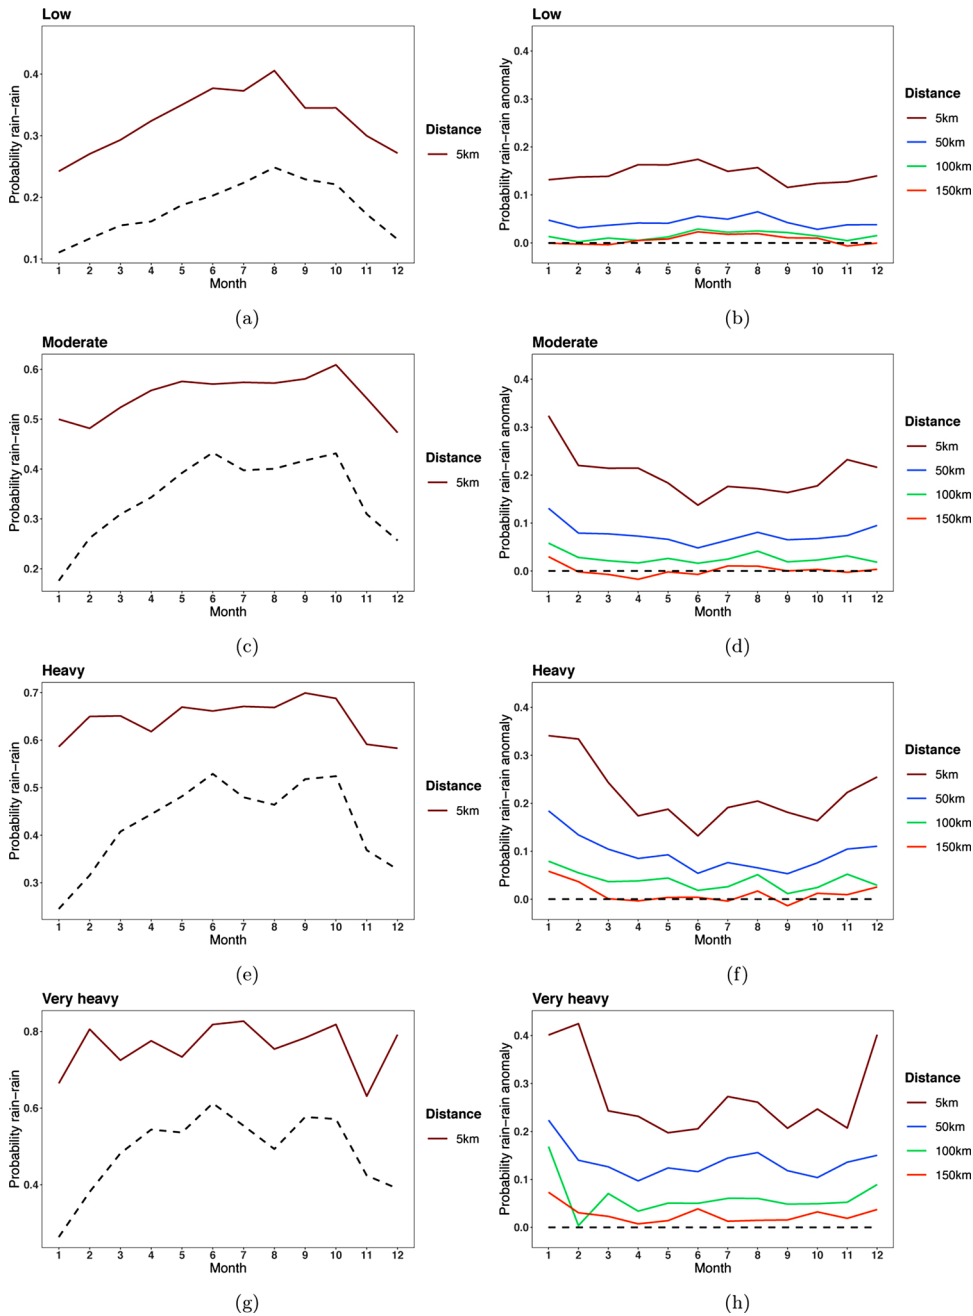 Low
Probability rain−rain
0.4
0.3
0.2
0.1
1 2 3 4 5 6 7 8 9 10 11 12
Month
Distance
5km
(a)
Low
Probability rain−rain anomaly
0.4
0.3
0.2
0.1
0.0
1 2 3 4 5 6 7 8 9 10 11 12
Month
Distance
5km
50km
100km
150km
(b)
Moderate
Probability rain−rain
0.6
0.5
0.4
0.3
0.2
1 2 3 4 5 6 7 8 9 10 11 12
Month
Distance
5km
(c)
Moderate
Probability rain−rain anomaly
0.4
0.3
0.2
0.1
0.0
1 2 3 4 5 6 7 8 9 10 11 12
Month
Distance
5km
50km
100km
150km
(d)
Heavy
Probability rain−rain
0.7
0.6
0.5
0.4
0.3
1 2 3 4 5 6 7 8 9 10 11 12
Month
Distance
5km
(e)
Heavy
Probability rain−rain anomaly
0.4
0.3
0.2
0.1
0.0
1 2 3 4 5 6 7 8 9 10 11 12
Month
Distance
5km
50km
100km
150km
(f)
Very heavy
Probability rain−rain
0.8
0.6
0.4
1 2 3 4 5 6 7 8 9 10 11 12
Month
Distance
5km
(g)
Very heavy
Probability rain−rain anomaly
0.4
0.3
0.2
0.1
0.0
1 2 3 4 5 6 7 8 9 10 11 12
Month
Distance
5km
50km
100km
150km
(h)